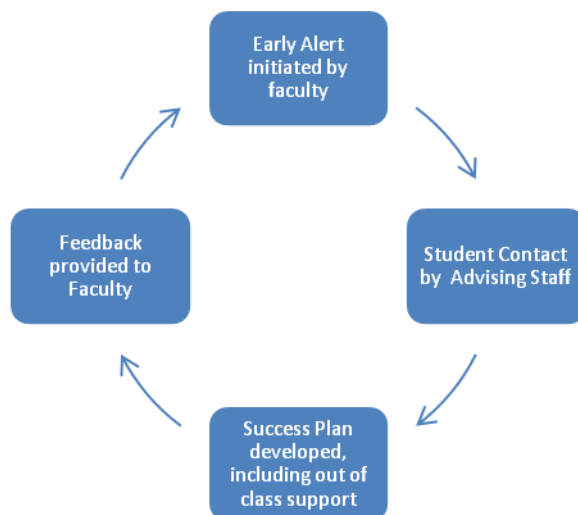 Early Alert
initiated by
faculty
Student Contact
by Advising Staff
Success Plan
developed,
including out of
class support
Feedback
provided to
Faculty